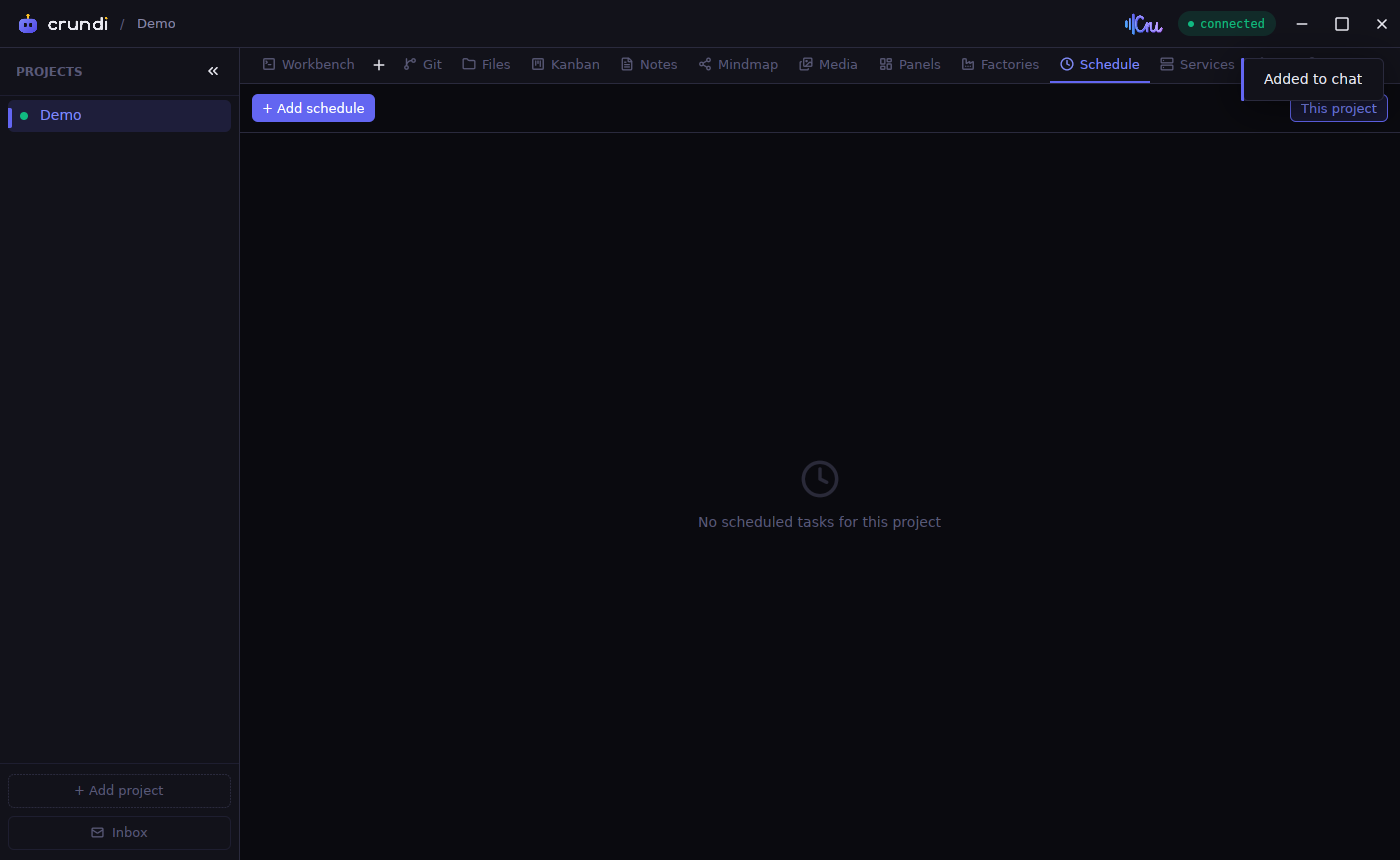 crundi / Demo
Cru
connected
PROJECTS
Workbench
Git
Files
Kanban
Notes
Mindmap
Media
Panels
Factories
Schedule
Services
Added to chat
Demo
+ Add schedule
This project
No scheduled tasks for this project
+ Add project
Inbox